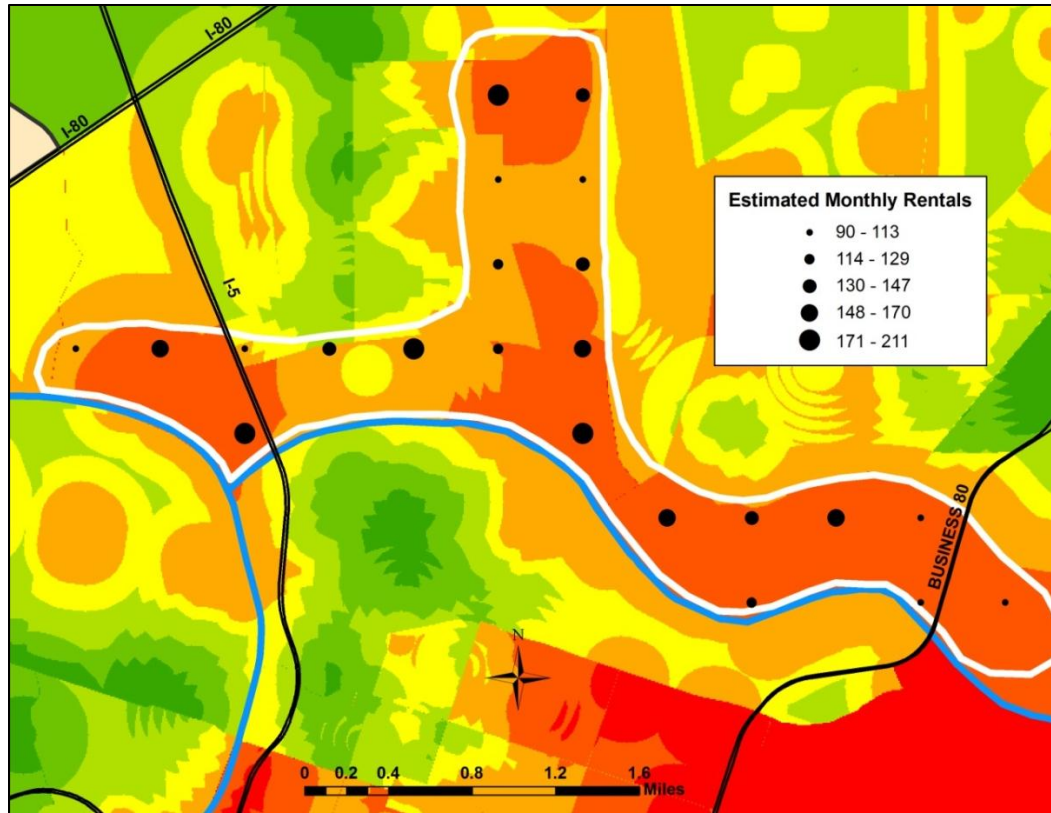 I-80
I-80
I-5
Estimated Monthly Rentals
90 - 113
114 - 129
130 - 147
148 - 170
171 - 211
BUSINESS 80
N
0 0.2 0.4 0.8 1.2 1.6
Miles